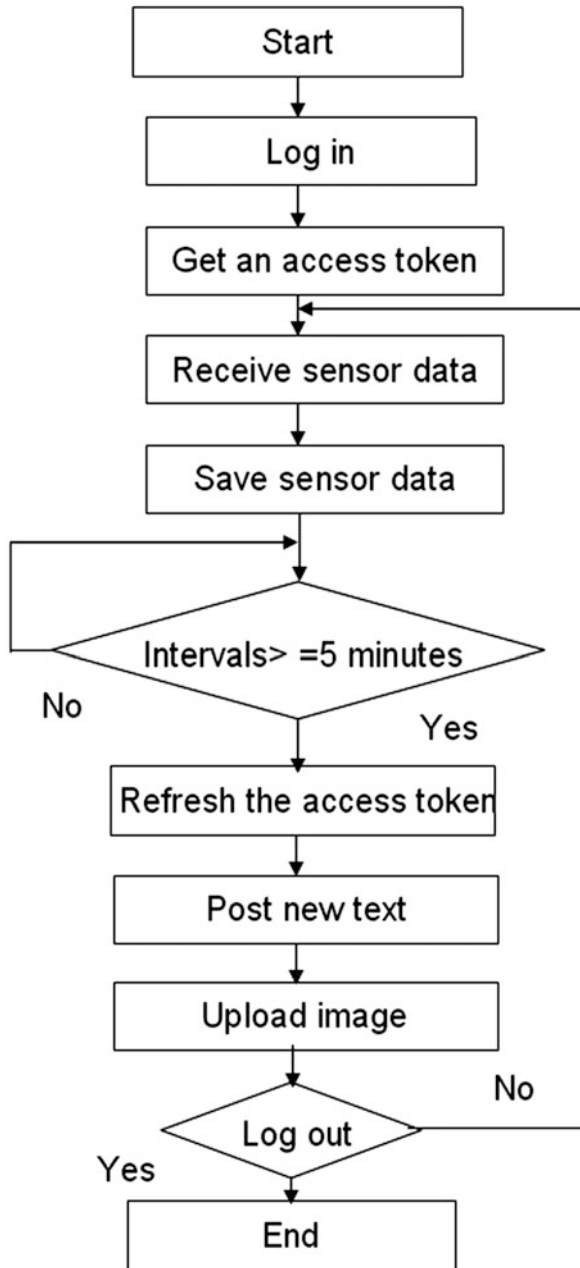 Start
Log in
Get an access token
Receive sensor data
Save sensor data
Intervals> =5 minutes
No
Yes
Refresh the access token
Post new text
Upload image
No
Log out
Yes
End